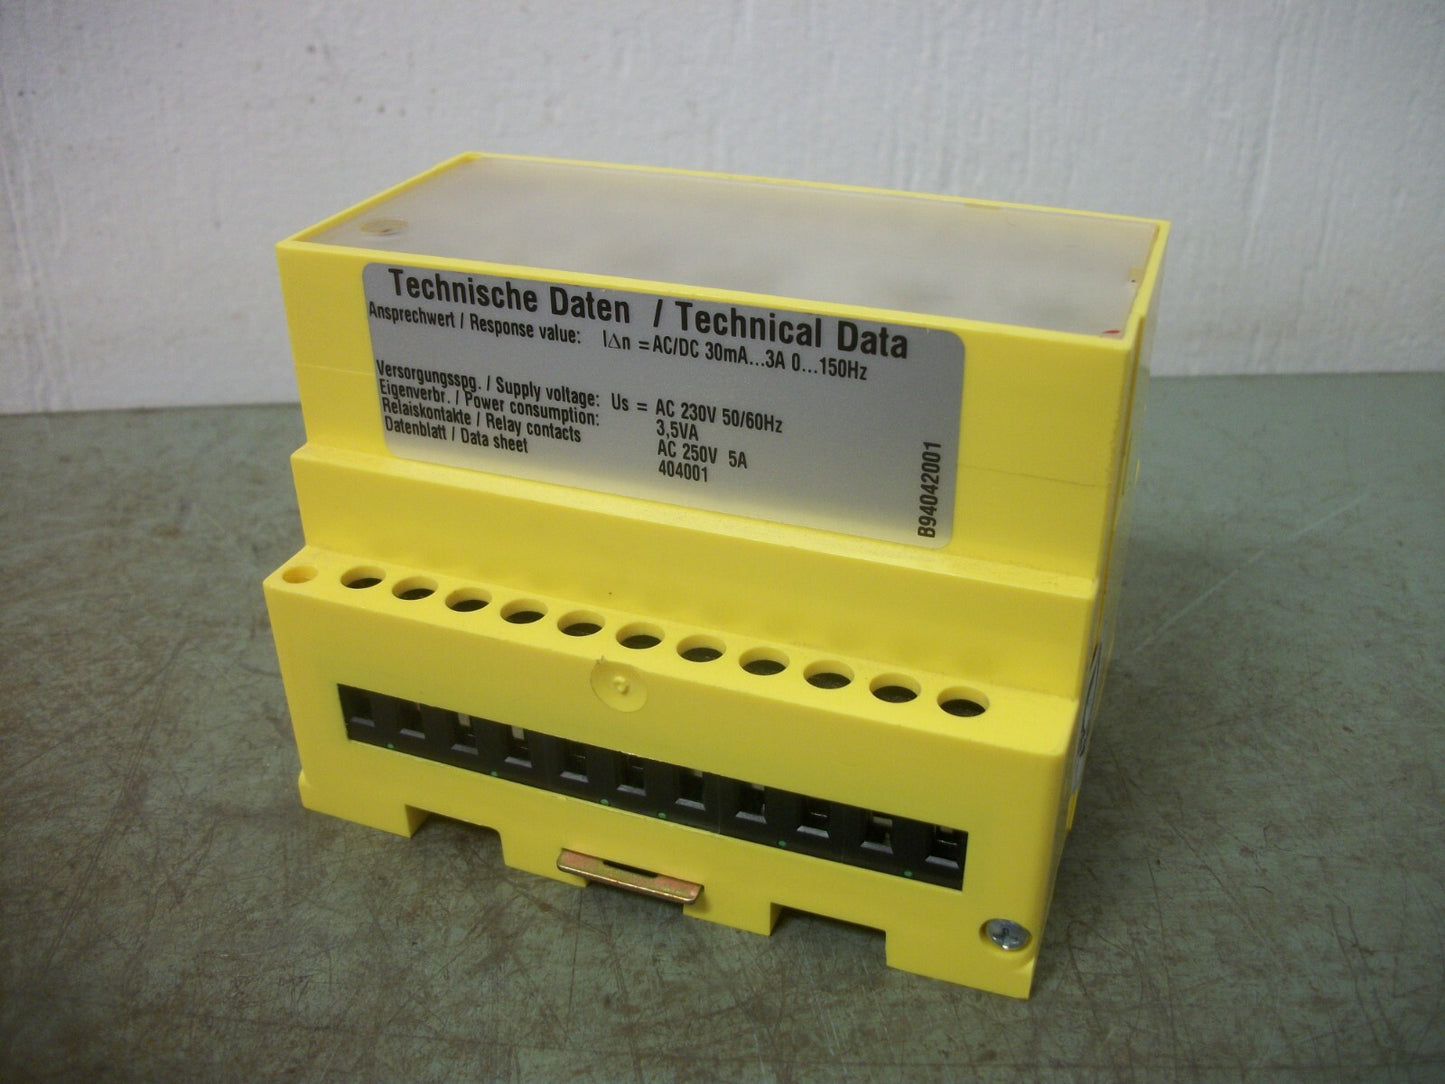 Technische Daten / Technical Data
Ansprechwert / Response value: I∆n = AC/DC 30mA...3A 0...150Hz
Versorgungsspg. / Supply voltage: Us = AC 230V 50/60Hz
Eigenverbr. / Power consumption: 3,5VA
Relaiskontakte / Relay contacts AC 250V 5A
Datenblatt / Data sheet 404001
B94042001